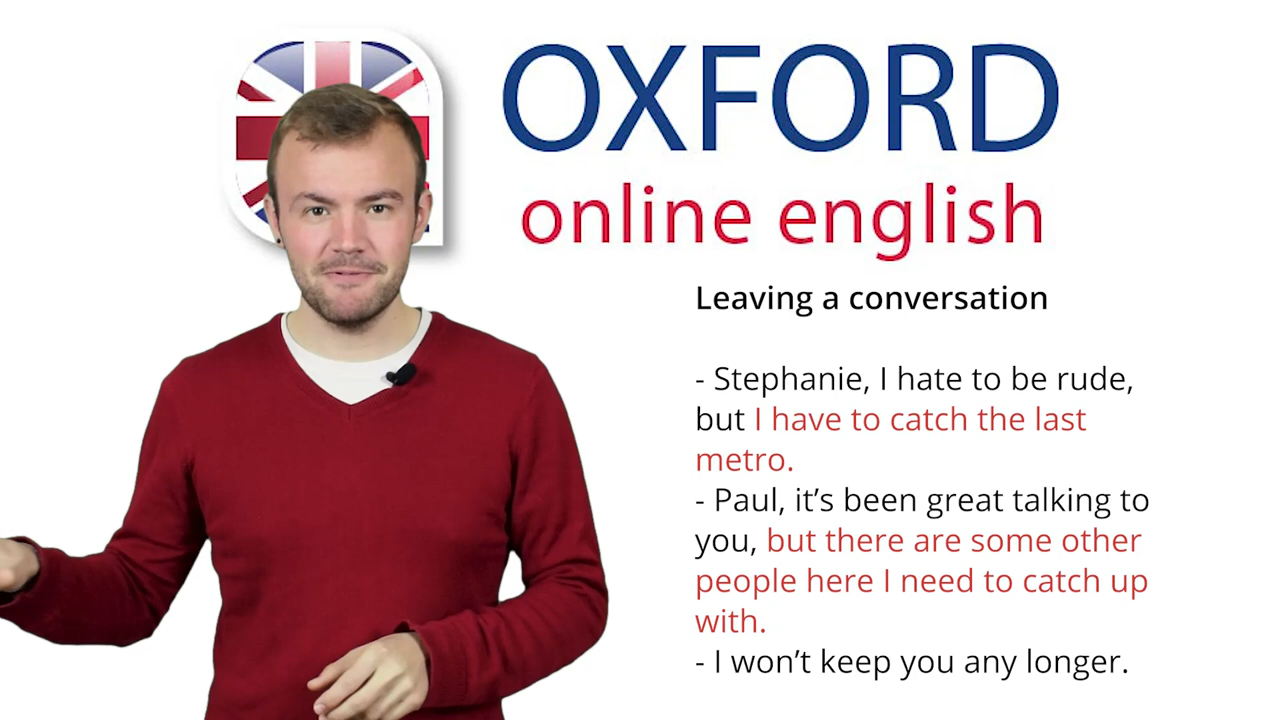 OXFORD
online english
Leaving a conversation
- Stephanie, I hate to be rude,
but I have to catch the last
metro.
- Paul, it’s been great talking to
you, but there are some other
people here I need to catch up
with.
- I won’t keep you any longer.